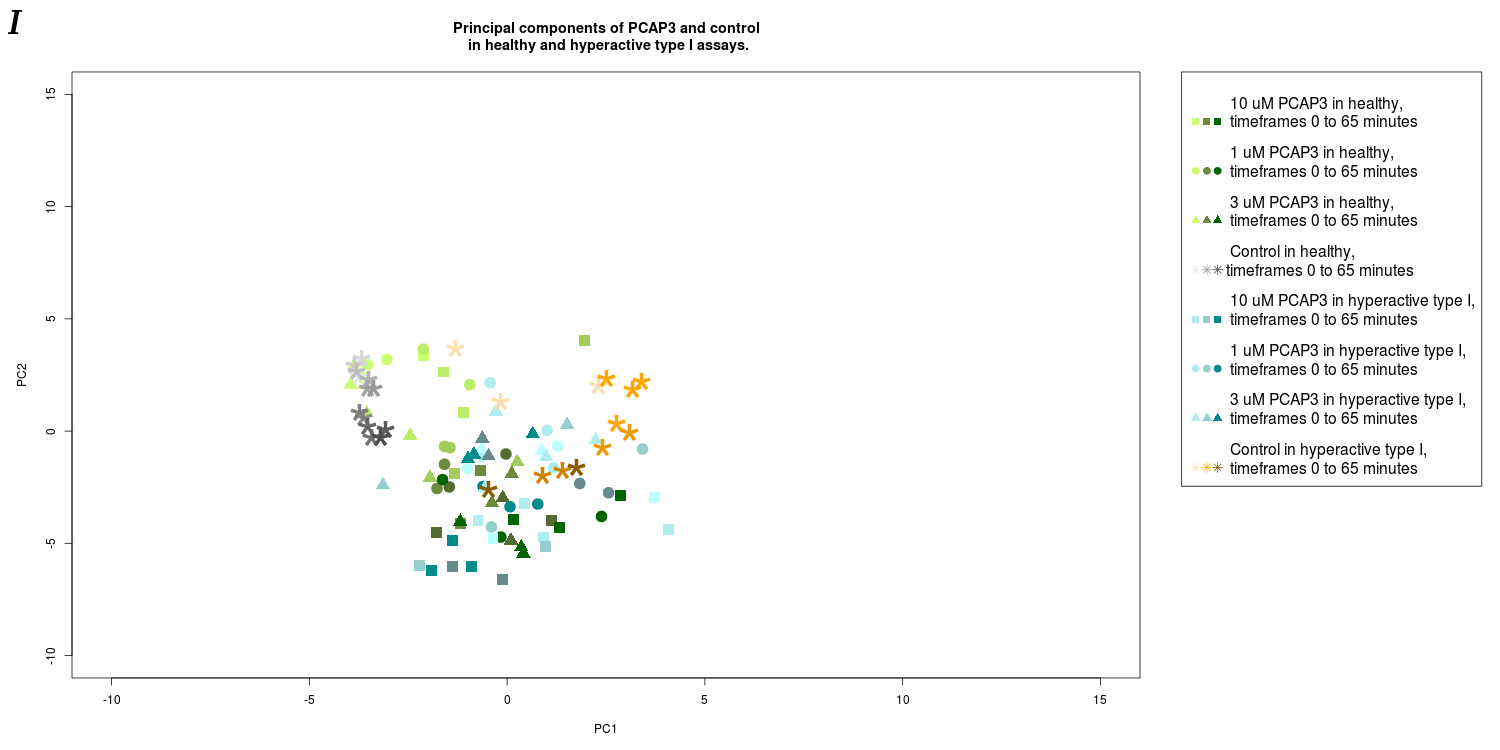 I
Principal components of PCAP3 and control
in healthy and hyperactive type I assays.
15
10
5
0
-5
-10
PC2
-10
-5
0
5
10
15
PC1
10 uM PCAP3 in healthy,
timeframes 0 to 65 minutes
1 uM PCAP3 in healthy,
timeframes 0 to 65 minutes
3 uM PCAP3 in healthy,
timeframes 0 to 65 minutes
Control in healthy,
timeframes 0 to 65 minutes
10 uM PCAP3 in hyperactive type I,
timeframes 0 to 65 minutes
1 uM PCAP3 in hyperactive type I,
timeframes 0 to 65 minutes
3 uM PCAP3 in hyperactive type I,
timeframes 0 to 65 minutes
Control in hyperactive type I,
timeframes 0 to 65 minutes